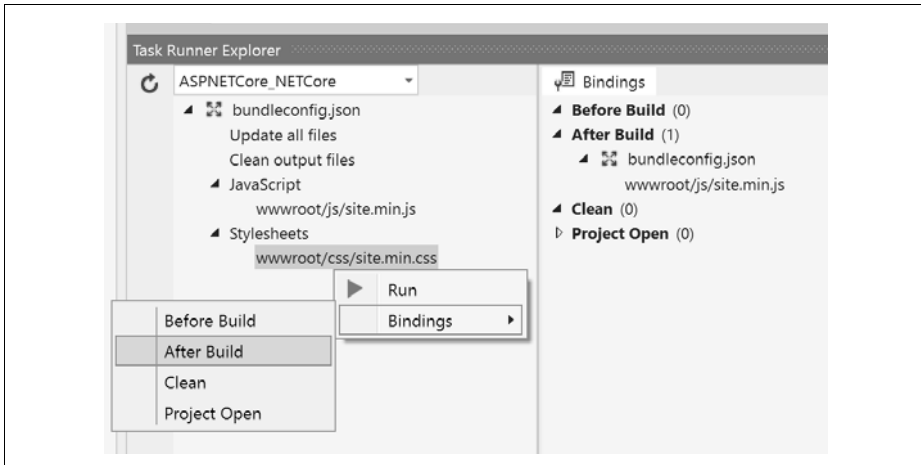 Task Runner Explorer
ASPNETCore_NETCore
bundleconfig.json
Update all files
Clean output files
JavaScript
wwwroot/js/site.min.js
Stylesheets
wwwroot/css/site.min.css
Run
Bindings
Before Build
After Build
Clean
Project Open
Bindings
Before Build (0)
After Build (1)
bundleconfig.json
wwwroot/js/site.min.js
Clean (0)
Project Open (0)